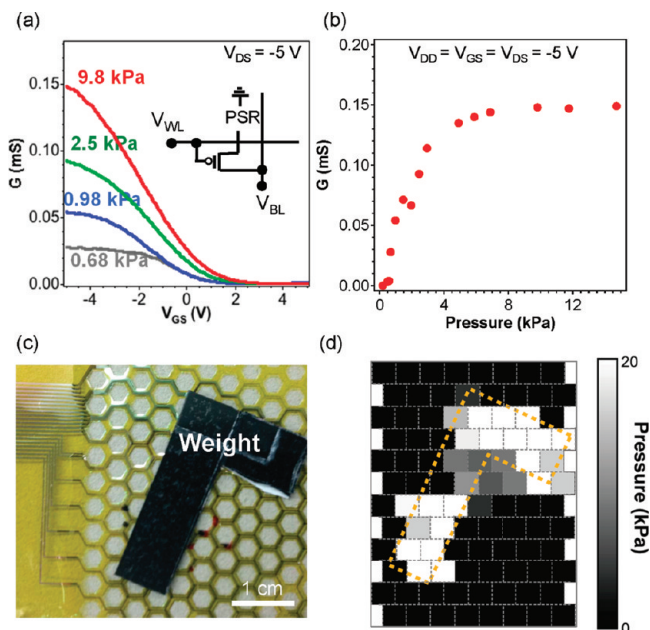 (a)
V_DS = -5 V
0.15
9.8 kPa
PSR
V_WL
0.10
2.5 kPa
G (mS)
V_BL
0.05
0.98 kPa
0.68 kPa
0.00
-4 -2 0 2 4
V_GS (V)
(b)
0.20
V_DD = V_GS = V_DS = -5 V
0.15
0.10
G (mS)
0.05
0.00
0 4 8 12
Pressure (kPa)
(c)
Weight
1 cm
(d)
20
Pressure (kPa)
0